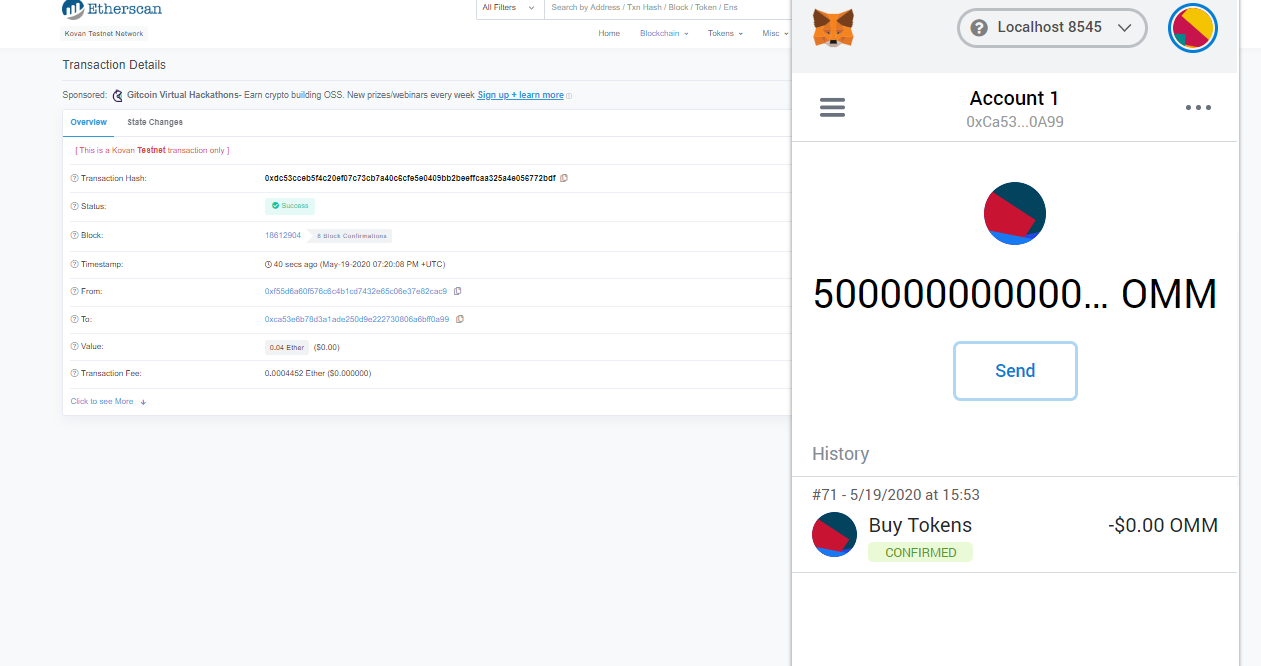 Etherscan
All Filters
Search by Address / Txn Hash / Block / Token / Ens
Kovan Testnet Network
Home Blockchain Tokens Misc
Transaction Details
Sponsored: Gitcoin Virtual Hackathons- Earn crypto building OSS. New prizes/webinars every week Sign up + learn more
Overview State Changes
[ This is a Kovan Testnet transaction only ]
Transaction Hash: 0xdc53cceb5f4c20ef07c73cb7a40c6cfe5e0409bb2beeffcaa325a4e056772bdf
Status: Success
Block: 18612904 8 Block Confirmations
Timestamp: 40 secs ago (May-19-2020 07:20:08 PM +UTC)
From: 0xf55d6a60f576c6c4b1cd7432e65c06e37e82cac9
To: 0xca53e6b78d3a1ade250d9e222730806a6bff0a99
Value: 0.04 Ether ($0.00)
Transaction Fee: 0.0004452 Ether ($0.000000)
Click to see More
Localhost 8545
Account 1
0xCa53...0A99
500000000000... OMM
Send
History
#71 - 5/19/2020 at 15:53
Buy Tokens -$0.00 OMM
CONFIRMED